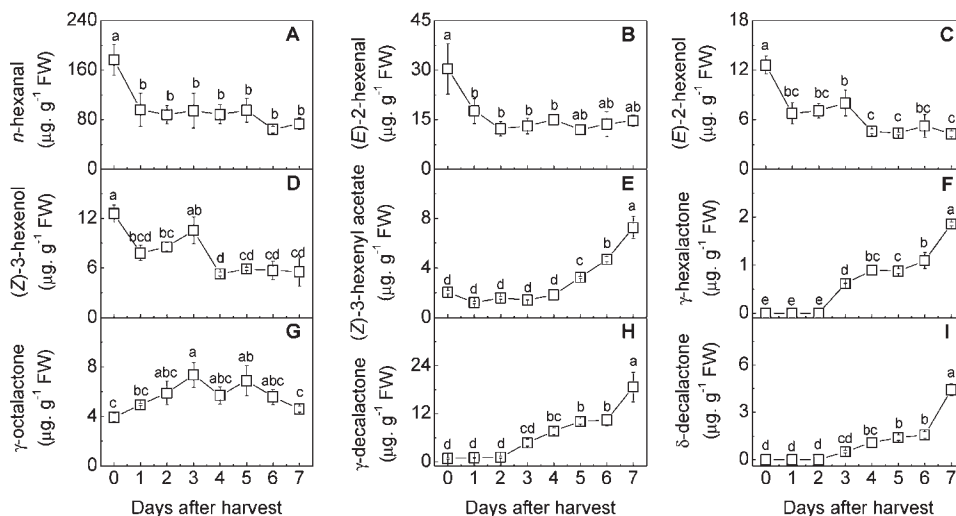 A
n-hexanal
(μg. g⁻¹ FW)
240
160
80
0
a b b b b b b b
B
(E)-2-hexenal
(μg. g⁻¹ FW)
45
30
15
0
a b b b b ab ab b
C
(E)-2-hexenol
(μg. g⁻¹ FW)
18
12
6
0
a bc bc b c c bc c
D
(Z)-3-hexenol
(μg. g⁻¹ FW)
12
6
0
a bcd bc ab d cd cd cd
E
(Z)-3-hexenyl acetate
(μg. g⁻¹ FW)
8
4
0
d d d d d c b a
F
γ-hexalactone
(μg. g⁻¹ FW)
2
1
0
e e e d bc c b a
G
γ-octalactone
(μg. g⁻¹ FW)
8
4
0
c bc abc a abc ab abc c
0 1 2 3 4 5 6 7
Days after harvest
H
γ-decalactone
(μg. g⁻¹ FW)
24
12
0
d d d cd bc b b a
0 1 2 3 4 5 6 7
Days after harvest
I
δ-decalactone
(μg. g⁻¹ FW)
6
3
0
d d d cd bc b b a
0 1 2 3 4 5 6 7
Days after harvest